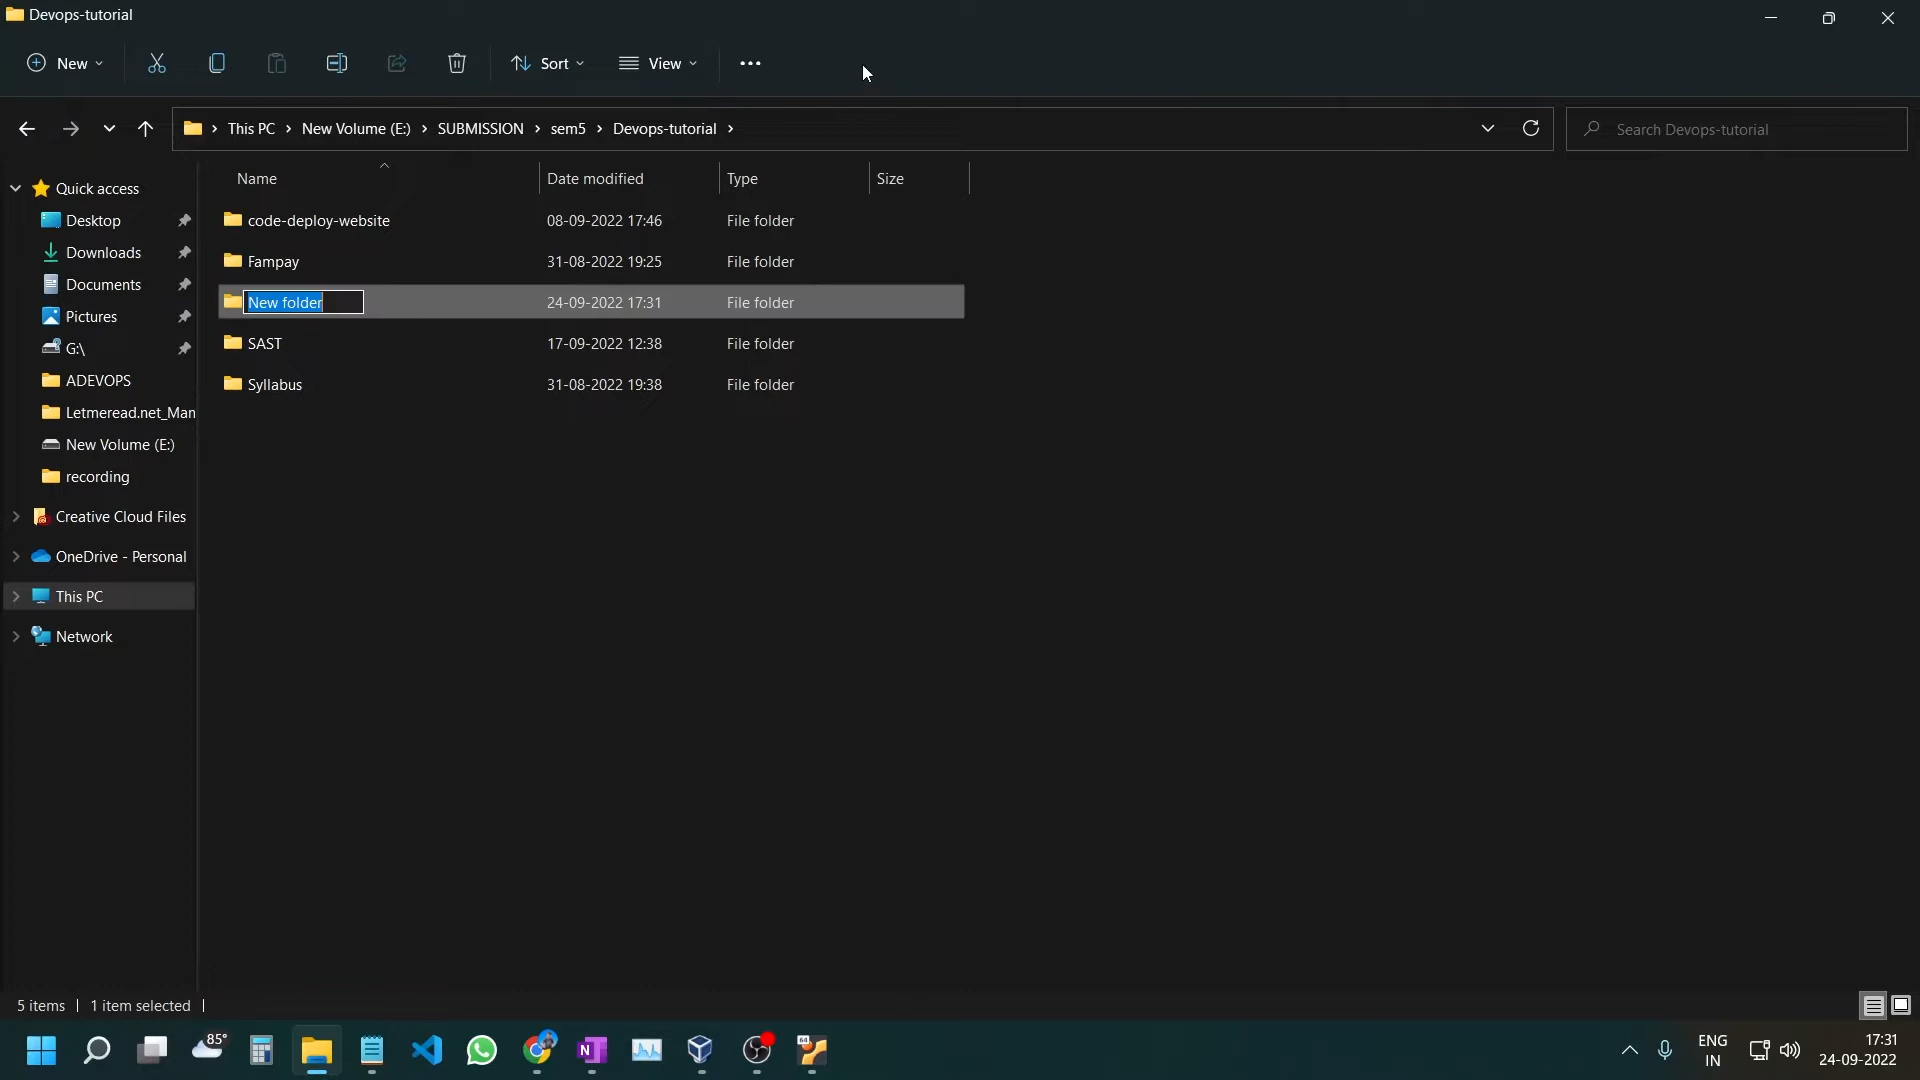 Devops-tutorial
New
Sort
View
This PC > New Volume (E:) > SUBMISSION > sem5 > Devops-tutorial >
Search Devops-tutorial
Name Date modified Type Size
Quick access
Desktop
Downloads
Documents
Pictures
G:\
ADEVOPS
Letmeread.net_Man
New Volume (E:)
recording
Creative Cloud Files
OneDrive - Personal
This PC
Network
code-deploy-website 08-09-2022 17:46 File folder
Fampay 31-08-2022 19:25 File folder
New folder 24-09-2022 17:31 File folder
SAST 17-09-2022 12:38 File folder
Syllabus 31-08-2022 19:38 File folder
5 items | 1 item selected |
85°
N
64
ENG
IN
17:31
24-09-2022